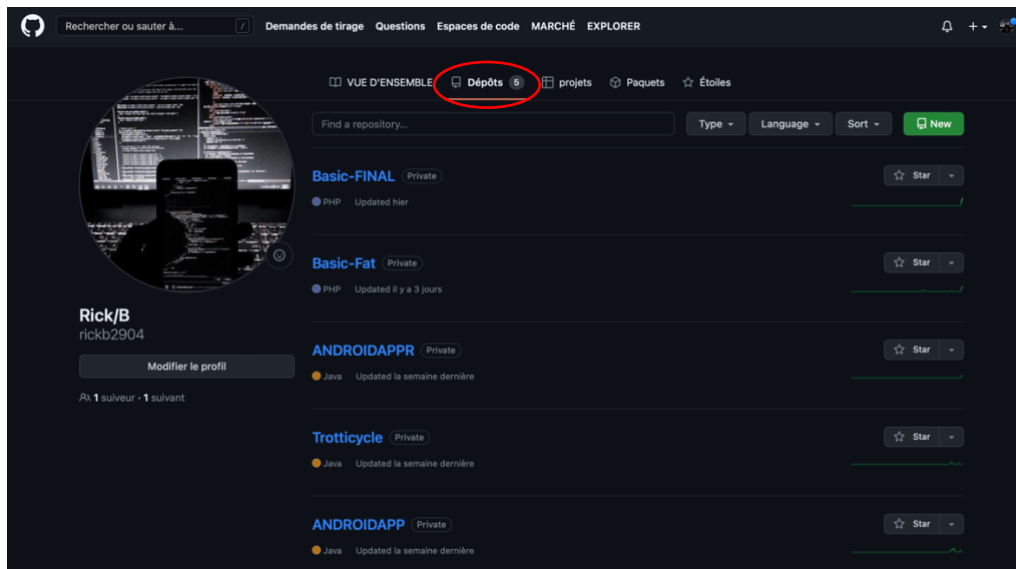 Rechercher ou sauter à... / Demandes de tirage Questions Espaces de code MARCHÉ EXPLORER
VUE D'ENSEMBLE Dépôts 5 projets Paquets Étoiles
Find a repository... Type Language Sort New
Basic-FINAL Private Star
PHP Updated hier
Basic-Fat Private Star
PHP Updated il y a 3 jours
Rick/B
rickb2904
Modifier le profil
1 suiveur · 1 suivant
ANDROIDAPPR Private Star
Java Updated la semaine dernière
Trotticycle Private Star
Java Updated la semaine dernière
ANDROIDAPP Private Star
Java Updated la semaine dernière